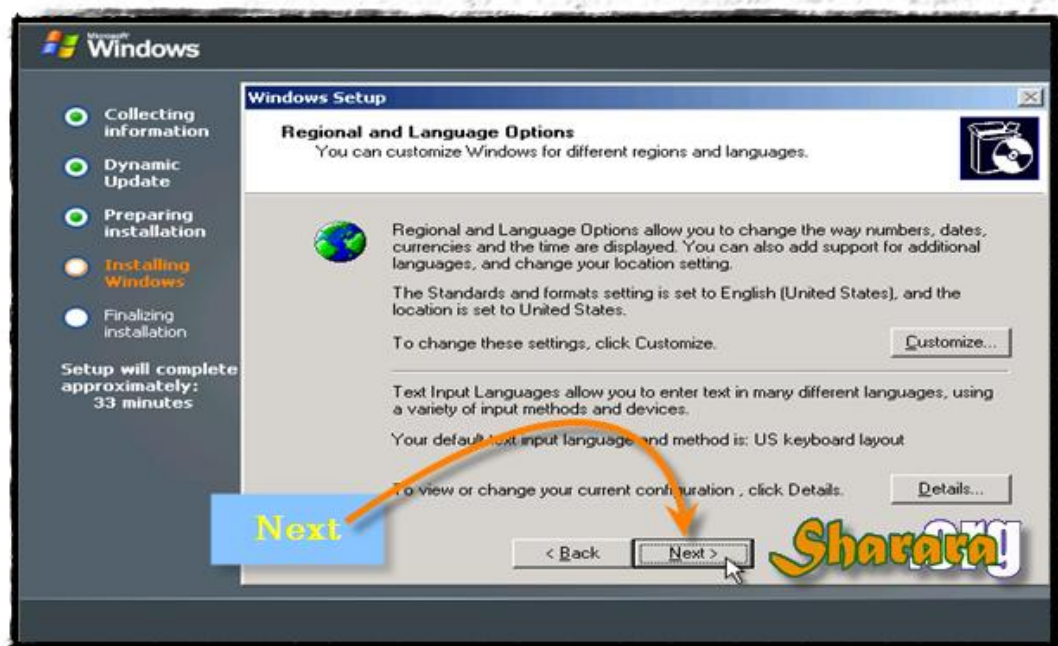 Microsoft
Windows
Collecting
information
Dynamic
Update
Preparing
installation
Installing
Windows
Finalizing
installation
Setup will complete
approximately:
33 minutes
Windows Setup
Regional and Language Options
You can customize Windows for different regions and languages.
Regional and Language Options allow you to change the way numbers, dates,
currencies and the time are displayed. You can also add support for additional
languages, and change your location setting.
The Standards and formats setting is set to English (United States), and the
location is set to United States.
To change these settings, click Customize.
Customize...
Text Input Languages allow you to enter text in many different languages, using
a variety of input methods and devices.
Your default text input language and method is: US keyboard layout
To view or change your current configuration , click Details.
Details...
Next
< Back
Next >
Sharara
.org